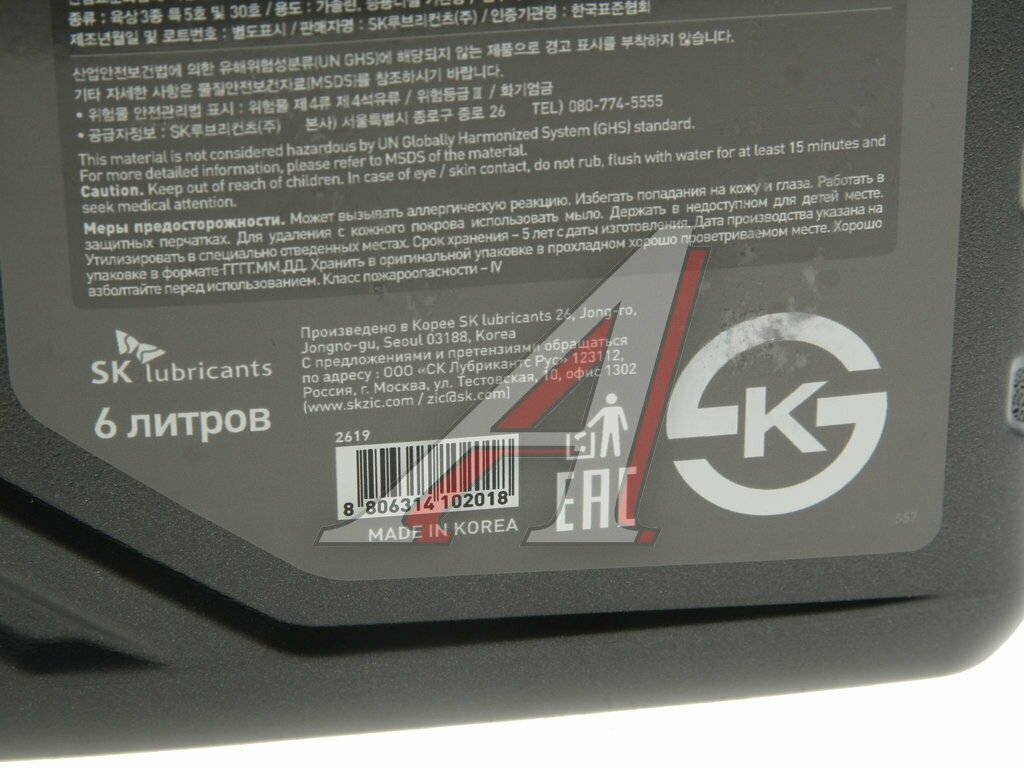 종류 : 육상3종 특5호 및 30호 / 용도 : 가솔린,
제조년월일 및 로트번호 : 별도표시 / 판매자명 : SK루브리컨츠(주) / 인증기관명 : 한국표준협회
산업안전보건법에 의한 유해위험성분류(UN GHS)에 해당되지 않는 제품으로 경고 표시를 부착하지 않습니다.
기타 자세한 사항은 물질안전보건자료(MSDS)를 참조하시기 바랍니다.
• 위험물 안전관리법 표시 : 위험물 제4류 제4석유류 / 위험등급Ⅱ / 화기엄금
• 공급자정보 : SK루브리컨츠(주) 본사) 서울특별시 종로구 종로 26 TEL) 080-774-5555
This material is not considered hazardous by UN Globally Harmonized System (GHS) standard.
For more detailed information, please refer to MSDS of the material.
Caution. Keep out of reach of children. In case of eye / skin contact, do not rub, flush with water for at least 15 minutes and
seek medical attention.
Меры предосторожности. Может вызывать аллергическую реакцию. Избегать попадания на кожу и глаза. Работать в
защитных перчатках. Для удаления с кожного покрова использовать мыло. Держать в недоступном для детей месте.
Утилизировать в специально отведенных местах. Срок хранения – 5 лет с даты изготовления. Дата производства указана на
упаковке в формате ГГГГ.ММ.ДД. Хранить в оригинальной упаковке в прохладном хорошо проветриваемом месте. Хорошо
взболтайте перед использованием. Класс пожароопасности – IV
SK lubricants
6 литров
Произведено в Корее SK lubricants 26, Jong-ro,
Jongno-gu, Seoul 03188, Korea
С предложениями и претензиями обращаться
по адресу : ООО «СК Лубрикантс Рус» 123112,
Россия, г. Москва, ул. Тестовская, 10, офис 1302
(www.skzic.com / zic@sk.com)
2619
8 806314 102018
MADE IN KOREA
EAC
K
557